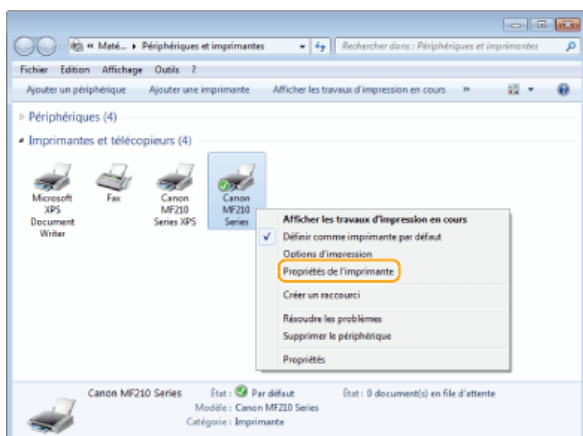 « Maté... ▸ Périphériques et imprimantes
Rechercher dans : Périphériques et imprimantes
Fichier Edition Affichage Outils ?
Ajouter un périphérique Ajouter une imprimante Afficher les travaux d'impression en cours »
Périphériques (4)
Imprimantes et télécopieurs (4)
Microsoft XPS Document Writer
Fax
Canon MF210 Series XPS
Canon MF210 Series
Afficher les travaux d'impression en cours
Définir comme imprimante par défaut
Options d'impression
Propriétés de l'imprimante
Créer un raccourci
Résoudre les problèmes
Supprimer le périphérique
Propriétés
Canon MF210 Series État : Par défaut État : 0 document(s) en file d'attente
Modèle : Canon MF210 Series
Catégorie : Imprimante